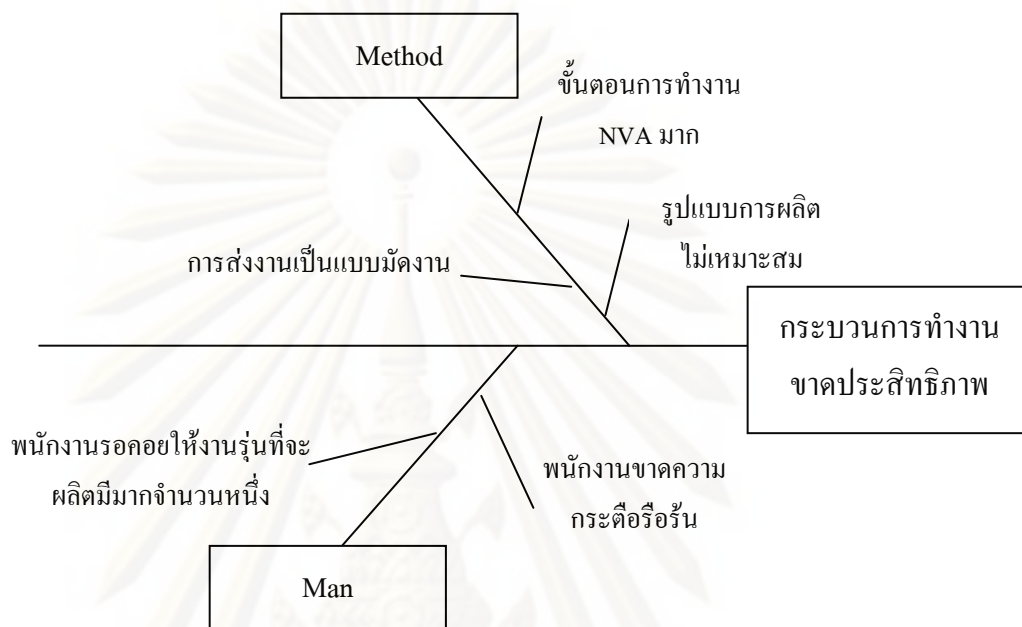 Method
ขั้นตอนการทำงาน
NVA มาก
รูปแบบการผลิต
ไม่เหมาะสม
การส่งงานเป็นแบบมัดงาน
กระบวนการทำงาน
ขาดประสิทธิภาพ
พนักงานรอคอยให้งานรุ่นที่จะ
ผลิตมีมากจำนวนหนึ่ง
พนักงานขาดความ
กระตือรือร้น
Man